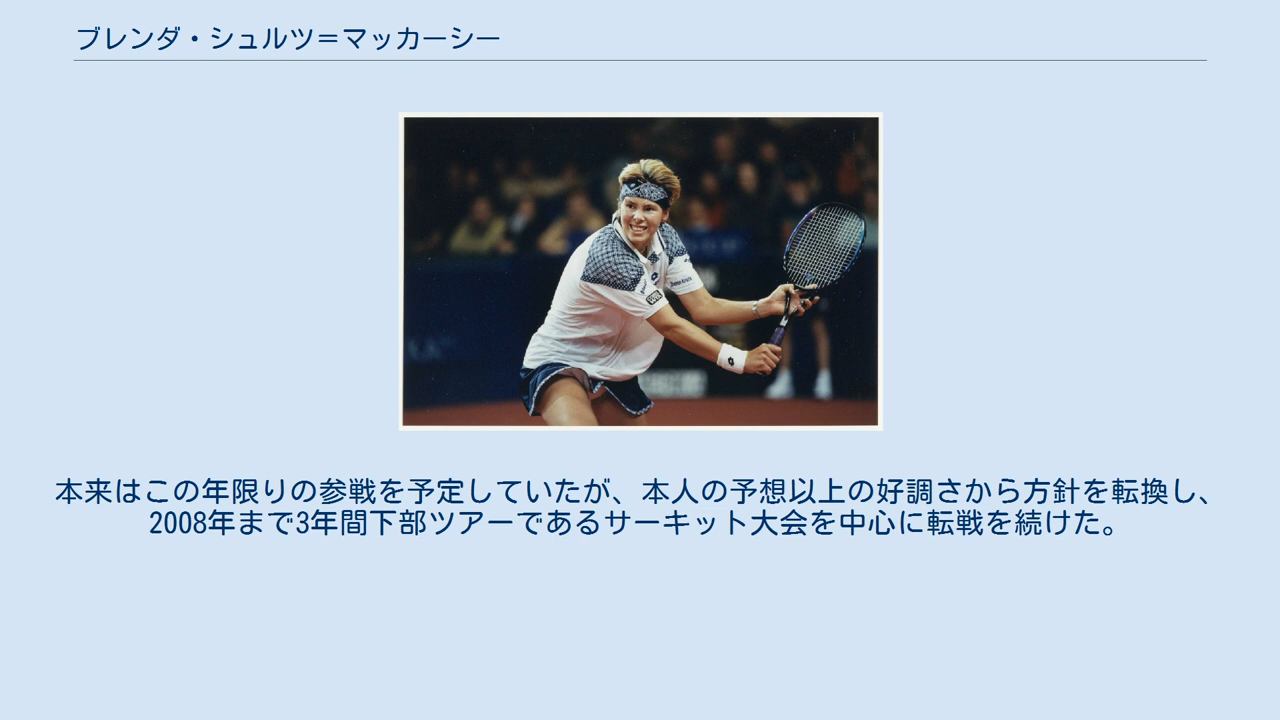 ブレンダ・シュルツ＝マッカーシー
本来はこの年限りの参戦を予定していたが、本人の予想以上の好調さから方針を転換し、
2008年まで3年間下部ツアーであるサーキット大会を中心に転戦を続けた。